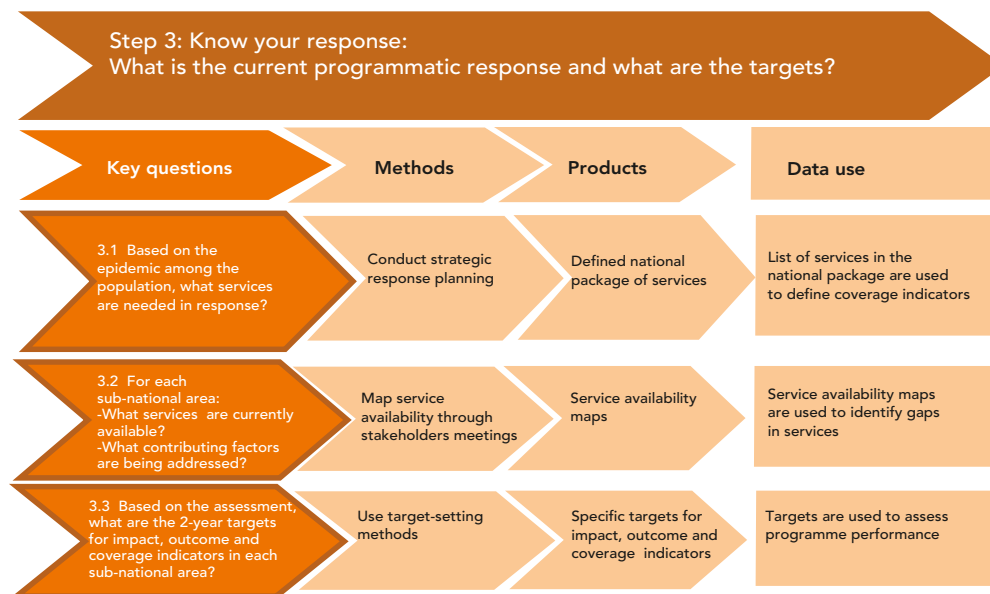 Step 3: Know your response:
What is the current programmatic response and what are the targets?
Key questions
Methods
Products
Data use
3.1 Based on the
epidemic among the
population, what services
are needed in response?
Conduct strategic
response planning
Defined national
package of services
List of services in the
national package are used
to define coverage indicators
3.2 For each
sub-national area:
-What services are currently
available?
-What contributing factors
are being addressed?
Map service
availability through
stakeholders meetings
Service availability
maps
Service availability maps
are used to identify gaps
in services
3.3 Based on the assessment,
what are the 2-year targets
for impact, outcome and
coverage indicators in each
sub-national area?
Use target-setting
methods
Specific targets for
impact, outcome and
coverage indicators
Targets are used to assess
programme performance